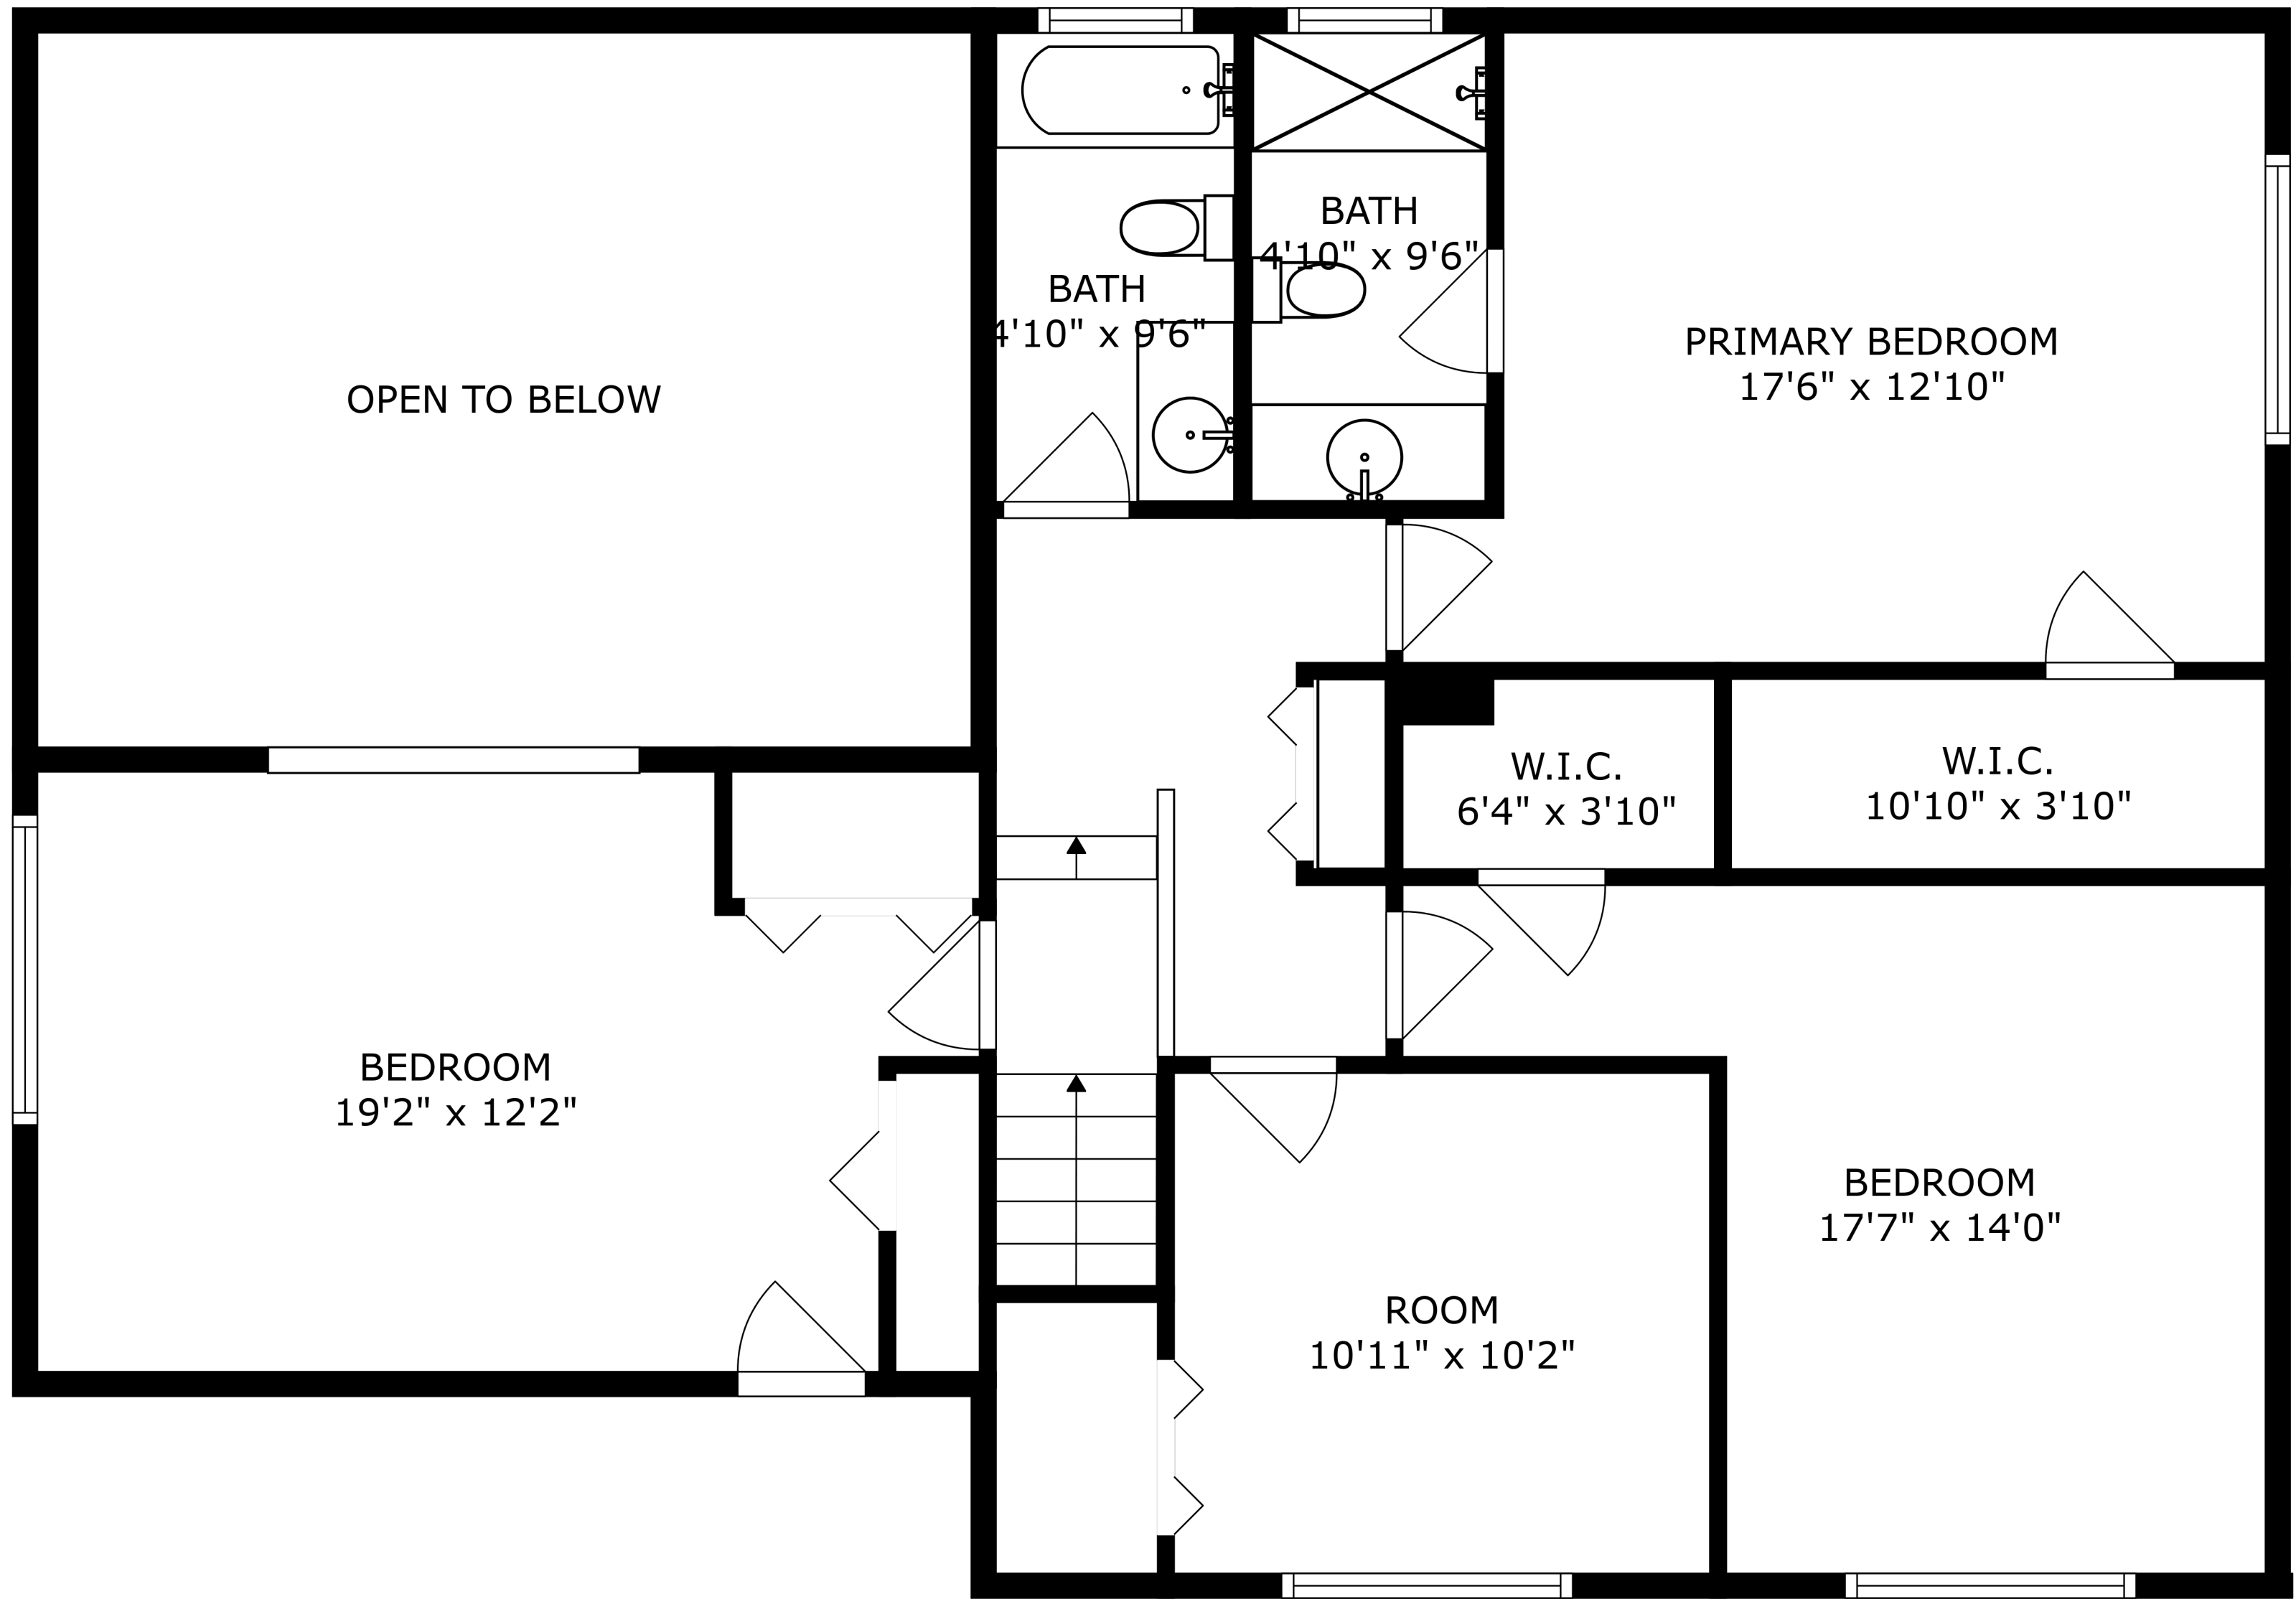 BATH
4'10" x 9'6"
BATH
4'10" x 9'6"
PRIMARY BEDROOM
17'6" x 12'10"
OPEN TO BELOW
W.I.C.
6'4" x 3'10"
W.I.C.
10'10" x 3'10"
BEDROOM
19'2" x 12'2"
BEDROOM
17'7" x 14'0"
ROOM
10'11" x 10'2"